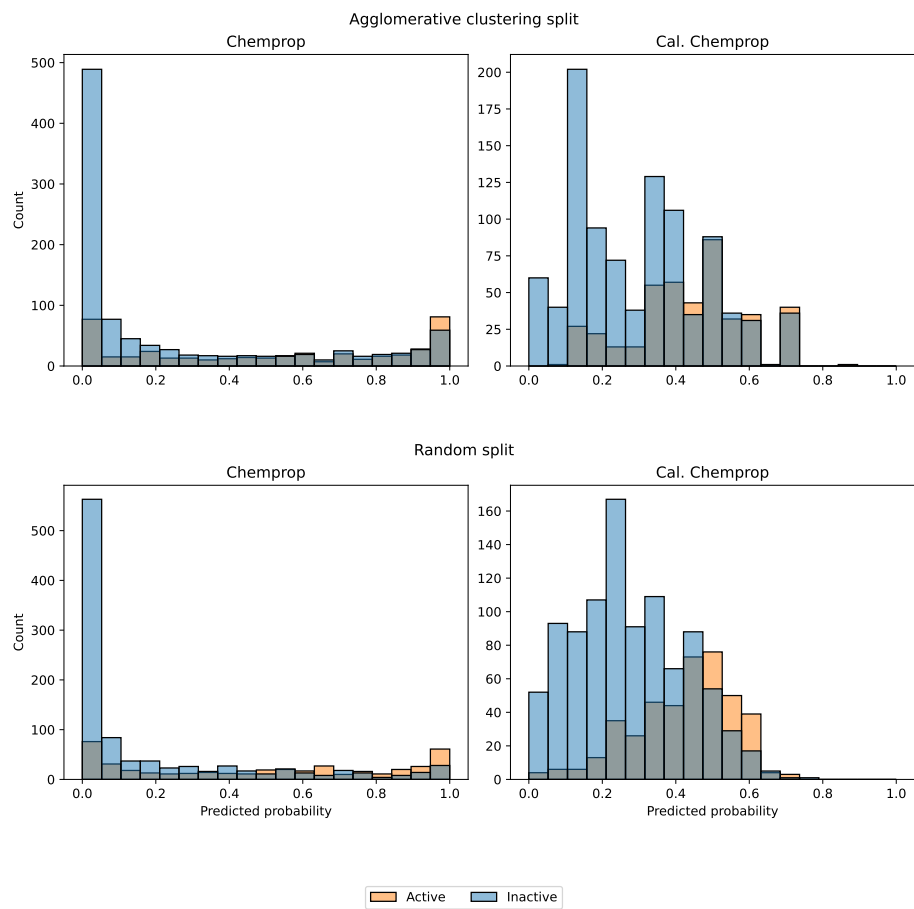 Agglomerative clustering split
Chemprop
Cal. Chemprop
Count
500
400
300
200
100
0
0.0 0.2 0.4 0.6 0.8 1.0
200
175
150
125
100
75
50
25
0
0.0 0.2 0.4 0.6 0.8 1.0
Random split
Chemprop
Cal. Chemprop
Count
500
400
300
200
100
0
0.0 0.2 0.4 0.6 0.8 1.0
Predicted probability
160
140
120
100
80
60
40
20
0
0.0 0.2 0.4 0.6 0.8 1.0
Predicted probability
Active Inactive